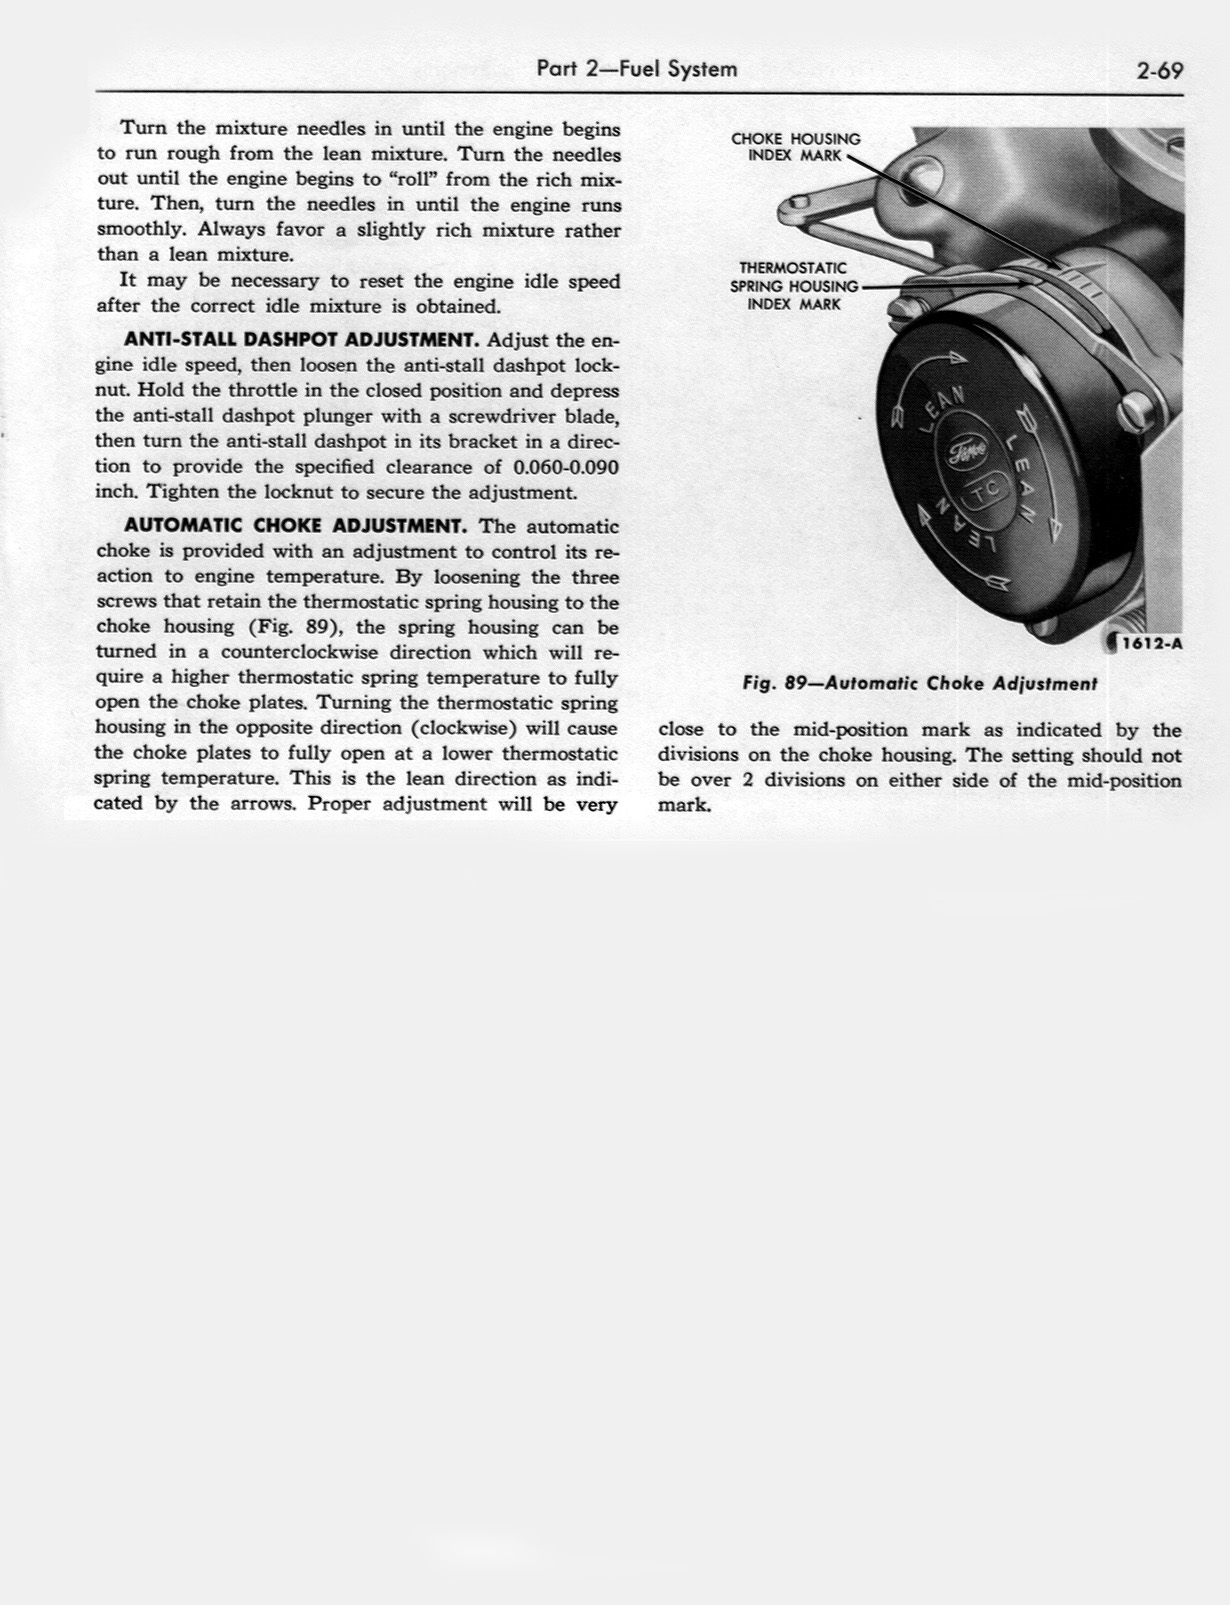 Part 2—Fuel System
2-69
Turn the mixture needles in until the engine begins
to run rough from the lean mixture. Turn the needles
out until the engine begins to “roll” from the rich mix-
ture. Then, turn the needles in until the engine runs
smoothly. Always favor a slightly rich mixture rather
than a lean mixture.
It may be necessary to reset the engine idle speed
after the correct idle mixture is obtained.
ANTI-STALL DASHPOT ADJUSTMENT. Adjust the en-
gine idle speed, then loosen the anti-stall dashpot lock-
nut. Hold the throttle in the closed position and depress
the anti-stall dashpot plunger with a screwdriver blade,
then turn the anti-stall dashpot in its bracket in a direc-
tion to provide the specified clearance of 0.060-0.090
inch. Tighten the locknut to secure the adjustment.
AUTOMATIC CHOKE ADJUSTMENT. The automatic
choke is provided with an adjustment to control its re-
action to engine temperature. By loosening the three
screws that retain the thermostatic spring housing to the
choke housing (Fig. 89), the spring housing can be
turned in a counterclockwise direction which will re-
quire a higher thermostatic spring temperature to fully
open the choke plates. Turning the thermostatic spring
housing in the opposite direction (clockwise) will cause
the choke plates to fully open at a lower thermostatic
spring temperature. This is the lean direction as indi-
cated by the arrows. Proper adjustment will be very
CHOKE HOUSING
INDEX MARK
THERMOSTATIC
SPRING HOUSING
INDEX MARK
LEAN
LEAN
LEAN
Ford
TC
1612-A
Fig. 89—Automatic Choke Adjustment
close to the mid-position mark as indicated by the
divisions on the choke housing. The setting should not
be over 2 divisions on either side of the mid-position
mark.